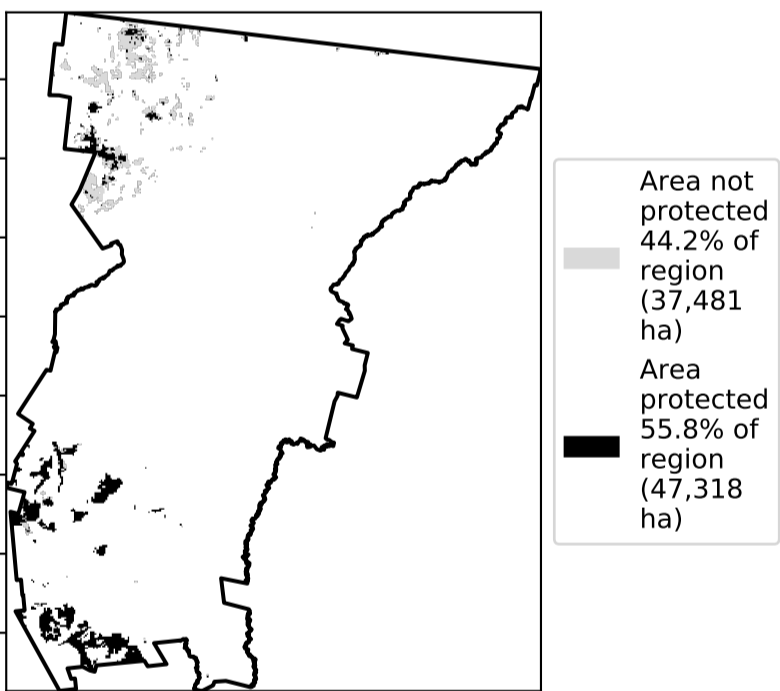 Area not
protected
44.2% of
region
(37,481
ha)
Area
protected
55.8% of
region
(47,318
ha)